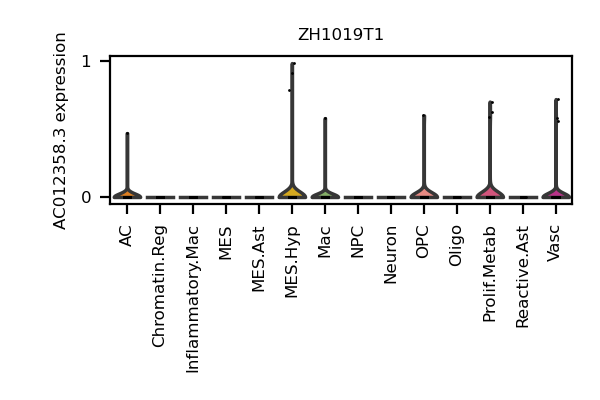 ZH1019T1
AC012358.3 expression
1
0
AC
Chromatin.Reg
Inflammatory.Mac
MES
MES.Ast
MES.Hyp
Mac
NPC
Neuron
OPC
Oligo
Prolif.Metab
Reactive.Ast
Vasc